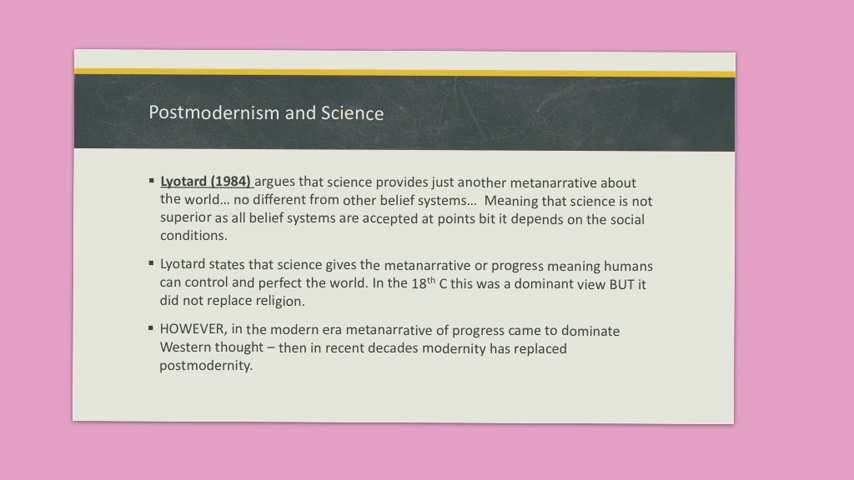 Postmodernism and Science
▪ Lyotard (1984) argues that science provides just another metanarrative about
the world... no different from other belief systems... Meaning that science is not
superior as all belief systems are accepted at points bit it depends on the social
conditions.
▪ Lyotard states that science gives the metanarrative or progress meaning humans
can control and perfect the world. In the 18th C this was a dominant view BUT it
did not replace religion.
▪ HOWEVER, in the modern era metanarrative of progress came to dominate
Western thought – then in recent decades modernity has replaced
postmodernity.